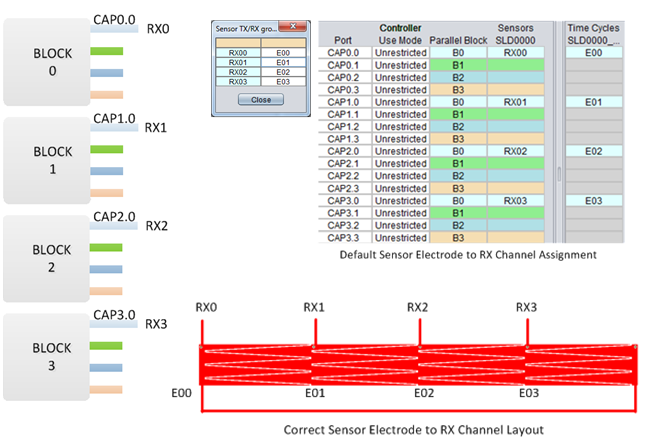 BLOCK
0
CAP0.0
RX0
BLOCK
1
CAP1.0
RX1
BLOCK
2
CAP2.0
RX2
BLOCK
3
CAP3.0
RX3
Sensor TX/RX gro...
RX00 E00
RX01 E01
RX02 E02
RX03 E03
Close
Controller Sensors Time Cycles
Port Use Mode Parallel Block SLD0000 SLD0000_...
CAP0.0 Unrestricted B0 RX00 E00
CAP0.1 Unrestricted B1
CAP0.2 Unrestricted B2
CAP0.3 Unrestricted B3
CAP1.0 Unrestricted B0 RX01 E01
CAP1.1 Unrestricted B1
CAP1.2 Unrestricted B2
CAP1.3 Unrestricted B3
CAP2.0 Unrestricted B0 RX02 E02
CAP2.1 Unrestricted B1
CAP2.2 Unrestricted B2
CAP2.3 Unrestricted B3
CAP3.0 Unrestricted B0 RX03 E03
CAP3.1 Unrestricted B1
CAP3.2 Unrestricted B2
CAP3.3 Unrestricted B3
Default Sensor Electrode to RX Channel Assignment
RX0 RX1 RX2 RX3
E00 E01 E02 E03
Correct Sensor Electrode to RX Channel Layout